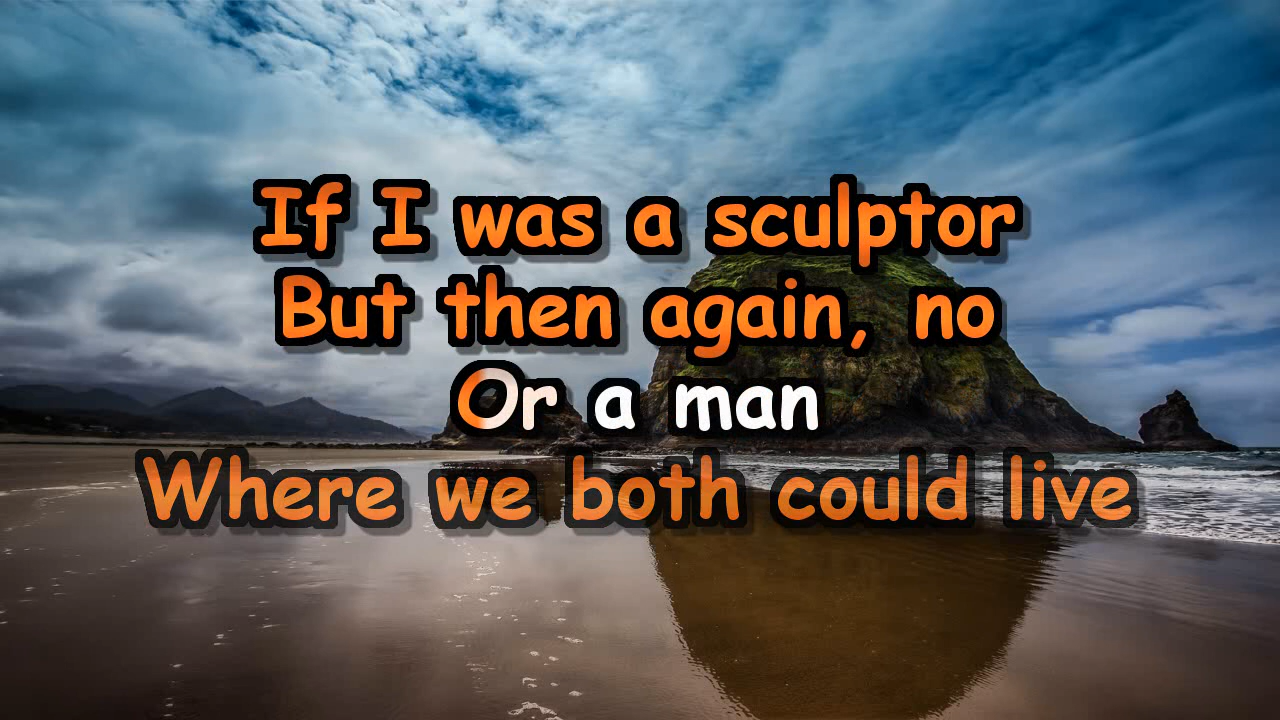 If I was a sculptor
But then again, no
Or a man
Where we both could live